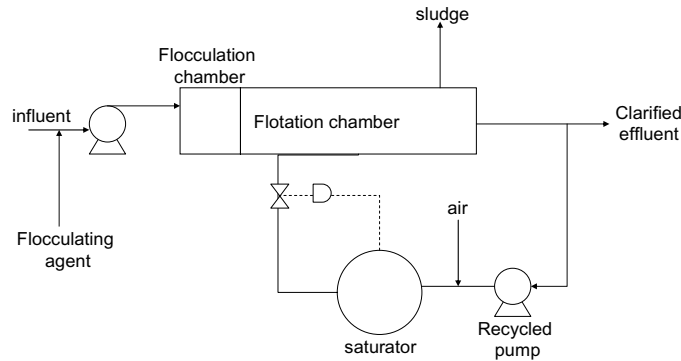 sludge
Flocculation
chamber
influent
Flotation chamber
Clarified
effluent
Flocculating
agent
air
Recycled
pump
saturator